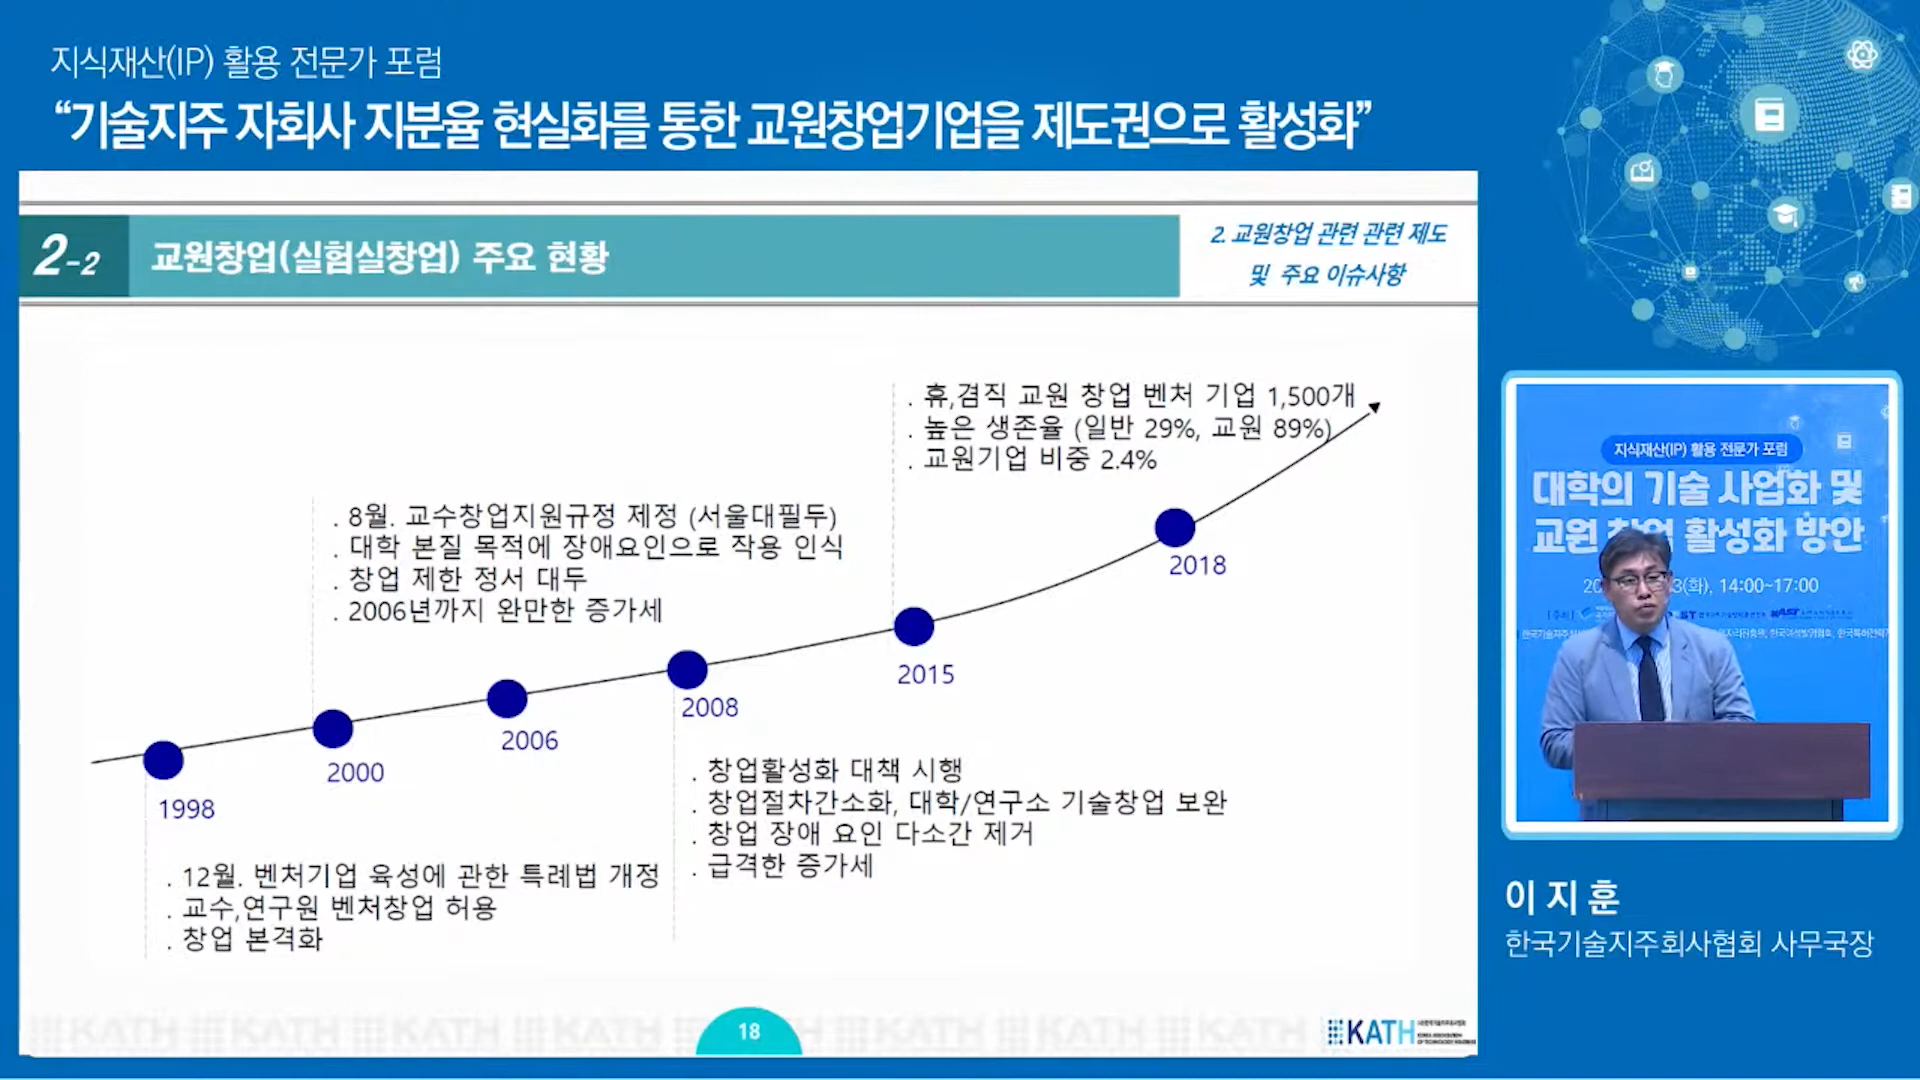 지식재산(IP) 활용 전문가 포럼
“기술지주 자회사 지분율 현실화를 통한 교원창업기업을 제도권으로 활성화”
2-2
교원창업(실험실창업) 주요 현황
2. 교원창업 관련 관련 제도
및 주요 이슈사항
. 휴,겸직 교원 창업 벤처 기업 1,500개
. 높은 생존율 (일반 29%, 교원 89%)
. 교원기업 비중 2.4%
. 8월. 교수창업지원규정 제정 (서울대필두)
. 대학 본질 목적에 장애요인으로 작용 인식
. 창업 제한 정서 대두
. 2006년까지 완만한 증가세
2018
2015
2008
2006
2000
1998
. 창업활성화 대책 시행
. 창업절차간소화, 대학/연구소 기술창업 보완
. 창업 장애 요인 다소간 제거
. 급격한 증가세
. 12월. 벤처기업 육성에 관한 특례법 개정
. 교수,연구원 벤처창업 허용
. 창업 본격화
18
KATH
KATH KATH KATH KATH KATH KATH KATH KATH
지식재산(IP) 활용 전문가 포럼
대학의 기술 사업화 및
교원 창업 활성화 방안
(화), 14:00~17:00
이 지 훈
한국기술지주회사협회 사무국장